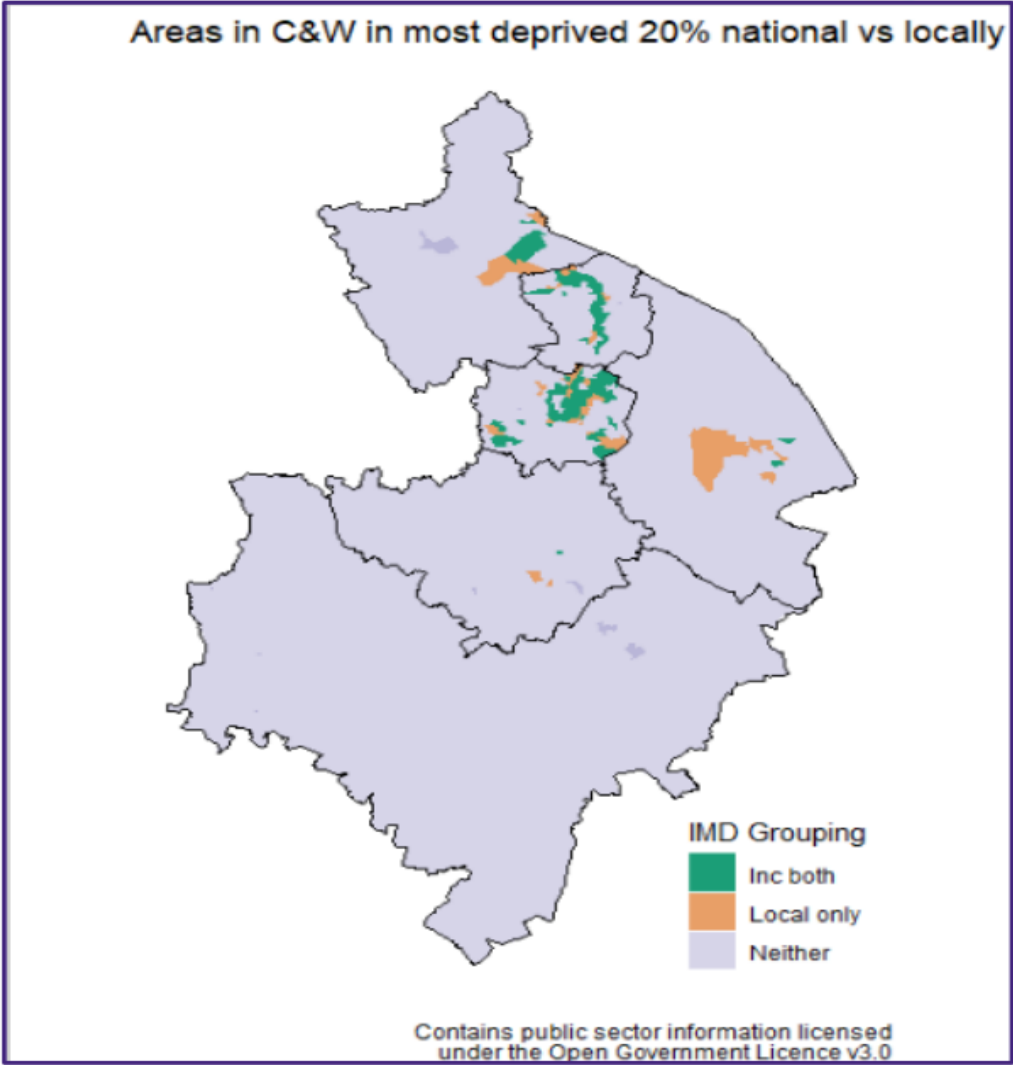 Areas in C&W in most deprived 20% national vs locally
IMD Grouping
Inc both
Local only
Neither
Contains public sector information licensed
under the Open Government Licence v3.0